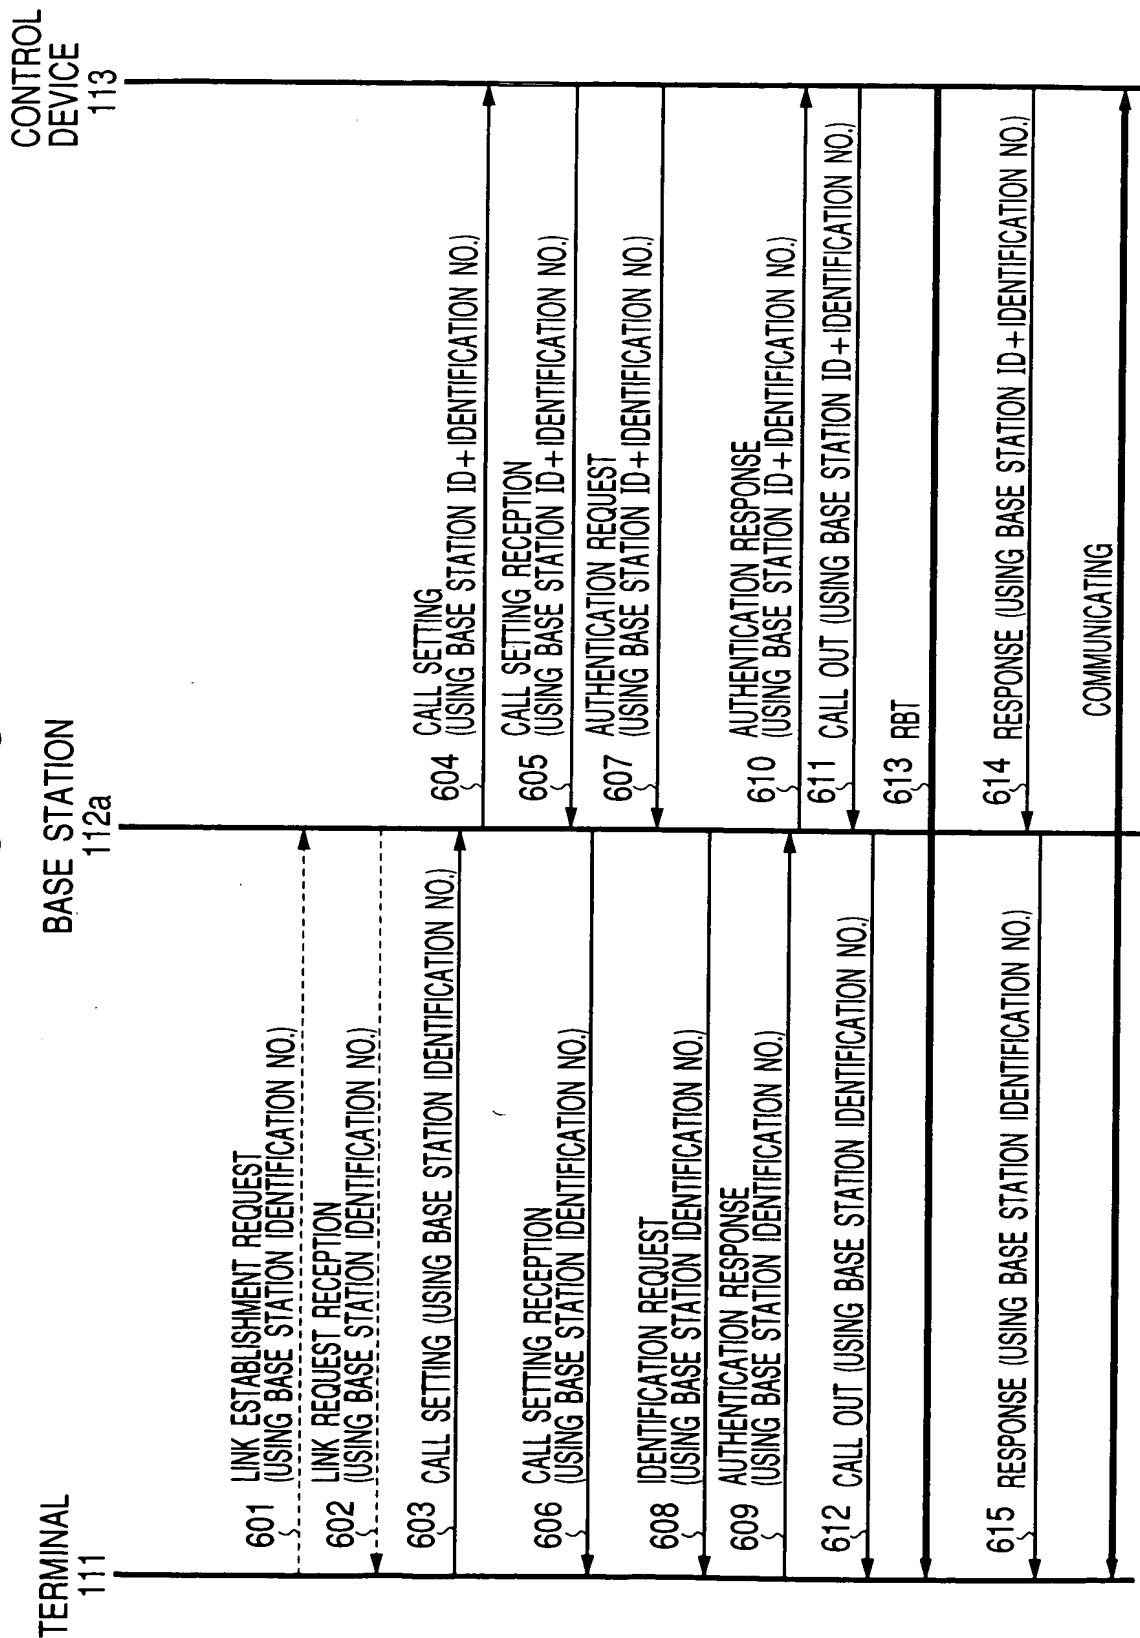 TERMINAL
111
BASE STATION
112a
CONTROL
DEVICE
113
601
LINK ESTABLISHMENT REQUEST
(USING BASE STATION IDENTIFICATION NO.)
602
LINK REQUEST RECEPTION
(USING BASE STATION IDENTIFICATION NO.)
603
CALL SETTING (USING BASE STATION IDENTIFICATION NO.)
604
CALL SETTING
(USING BASE STATION ID+IDENTIFICATION NO.)
605
CALL SETTING RECEPTION
(USING BASE STATION ID+IDENTIFICATION NO.)
606
CALL SETTING RECEPTION
(USING BASE STATION IDENTIFICATION NO.)
607
AUTHENTICATION REQUEST
(USING BASE STATION ID+IDENTIFICATION NO.)
608
IDENTIFICATION REQUEST
(USING BASE STATION IDENTIFICATION NO.)
609
AUTHENTICATION RESPONSE
(USING BASE STATION IDENTIFICATION NO.)
610
AUTHENTICATION RESPONSE
(USING BASE STATION ID+IDENTIFICATION NO.)
611
CALL OUT (USING BASE STATION ID+IDENTIFICATION NO.)
612
CALL OUT (USING BASE STATION IDENTIFICATION NO.)
613
RBT
614
RESPONSE (USING BASE STATION ID+IDENTIFICATION NO.)
615
RESPONSE (USING BASE STATION IDENTIFICATION NO.)
COMMUNICATING